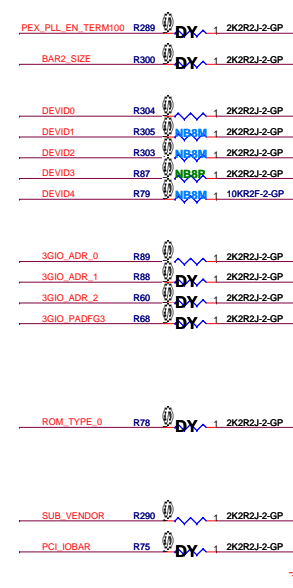 PEX_PLL_EN_TERM100 R289 DY 1 2K2R2J-2-GP
BAR2_SIZE R300 DY 1 2K2R2J-2-GP
DEVID0 R304 1 2K2R2J-2-GP
DEVID1 R305 NB8M 1 2K2R2J-2-GP
DEVID2 R303 NB8M 1 2K2R2J-2-GP
DEVID3 R87 NB8P 1 2K2R2J-2-GP
DEVID4 R79 NB8M 1 10KR2F-2-GP
3GIO_ADR_0 R89 1 2K2R2J-2-GP
3GIO_ADR_1 R88 DY 1 2K2R2J-2-GP
3GIO_ADR_2 R60 DY 1 2K2R2J-2-GP
3GIO_PADFG3 R68 DY 1 2K2R2J-2-GP
ROM_TYPE_0 R78 DY 1 2K2R2J-2-GP
SUB_VENDOR R290 1 2K2R2J-2-GP
PCI_IOBAR R75 DY 1 2K2R2J-2-GP